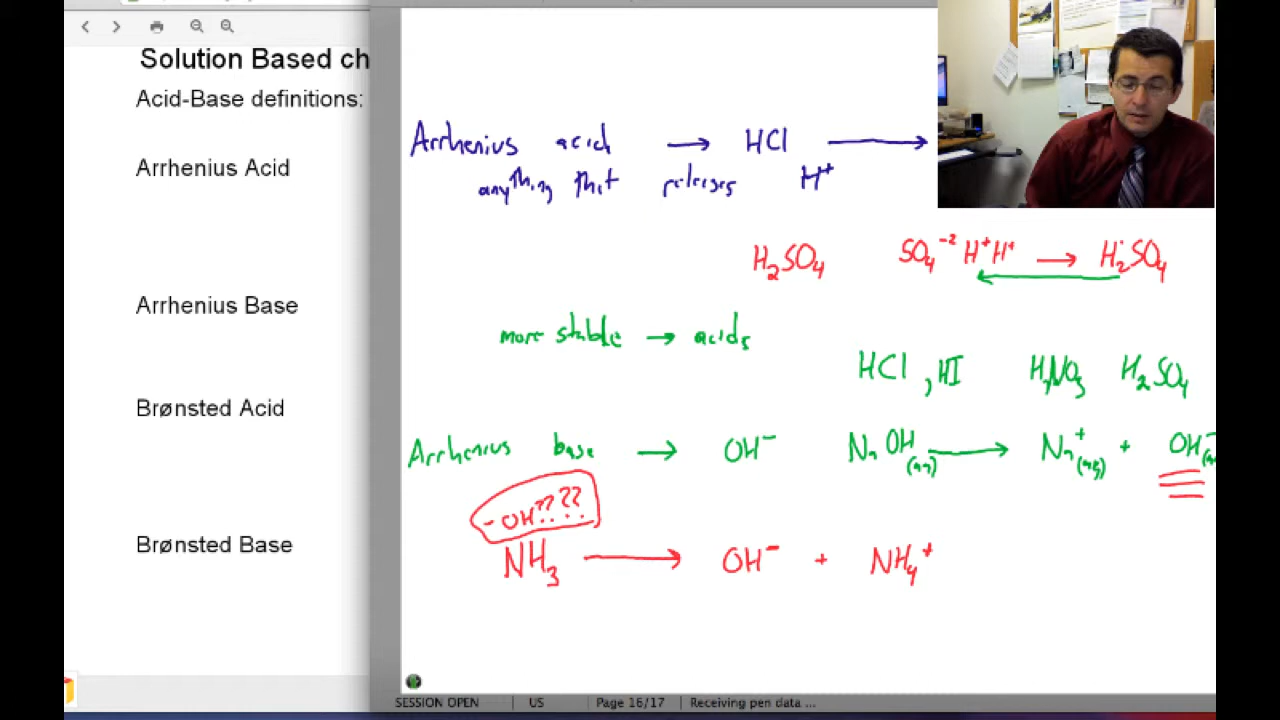 Solution Based ch
Acid-Base definitions:
Arrhenius Acid
Arrhenius Base
Brønsted Acid
Brønsted Base
Arrhenius acid → HCl →
anything that releases H⁺
H₂SO₄ SO₄⁻² H⁺H⁺ → H₂SO₄
more stable → acids
HCl, HI HNO₃ H₂SO₄
Arrhenius base → OH⁻ NaOH(aq) → Na⁺(aq) + OH⁻(a
-OH????
NH₃ → OH⁻ + NH₄⁺
SESSION OPEN US Page 16/17 Receiving pen data ...